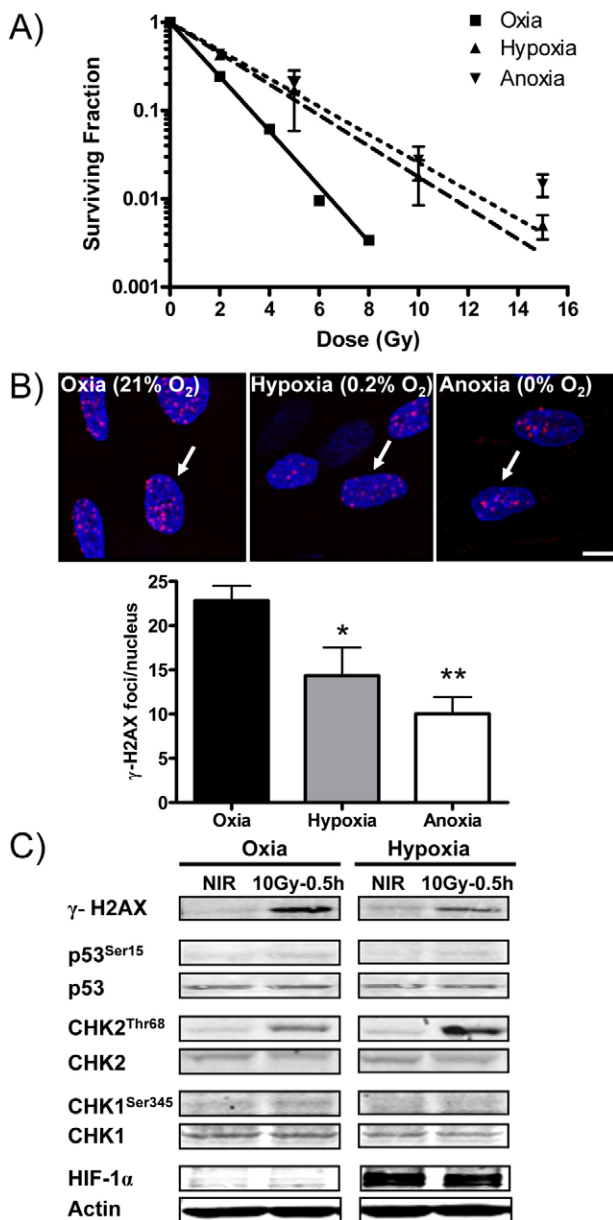 A)
Oxia
Hypoxia
Anoxia
1
0.1
0.01
0.001
Surviving Fraction
0 2 4 6 8 10 12 14 16
Dose (Gy)
B)
Oxia (21% O₂) Hypoxia (0.2% O₂) Anoxia (0% O₂)
25
20
15
10
5
0
γ-H2AX foci/nucleus
*
**
Oxia Hypoxia Anoxia
C)
Oxia Hypoxia
NIR 10Gy-0.5h NIR 10Gy-0.5h
γ- H2AX
p53Ser15
p53
CHK2Thr68
CHK2
CHK1Ser345
CHK1
HIF-1α
Actin